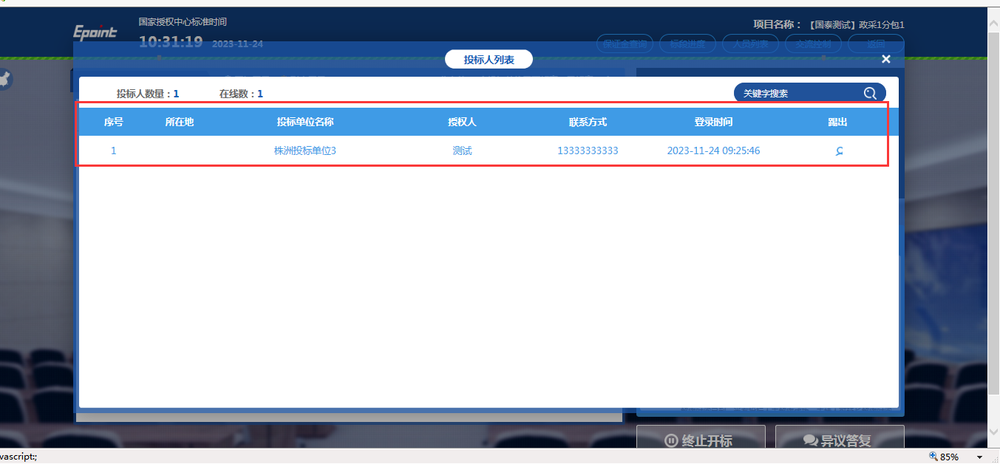 国家授权中心标准时间
Epoint
10:31:19 2023-11-24
项目名称：【国泰测试】政采1分包1
保证金查询 标段进度 人员列表 交流控制 返回
投标人列表
投标人数量：1 在线数：1 关键字搜索
序号 所在地 投标单位名称 授权人 联系方式 登录时间 踢出
1 株洲投标单位3 测试 13333333333 2023-11-24 09:25:46
终止开标 异议答复
vascript:; 85%